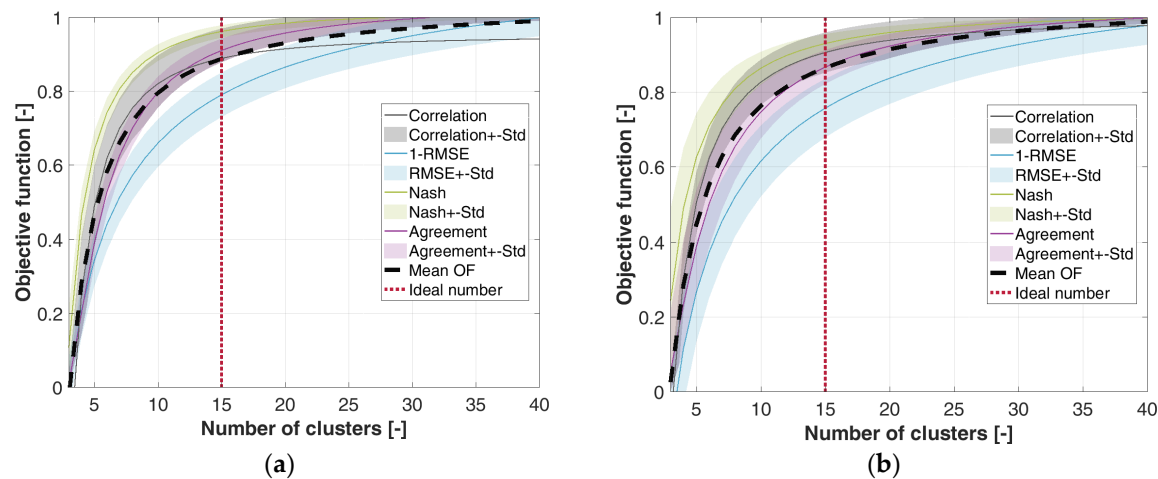 1
0.8
0.6
0.4
0.2
0
Objective function [-]
5 10 15 20 25 30 35 40
Number of clusters [-]
Correlation
Correlation+-Std
1-RMSE
RMSE+-Std
Nash
Nash+-Std
Agreement
Agreement+-Std
Mean OF
Ideal number
(a)
1
0.8
0.6
0.4
0.2
0
Objective function [-]
5 10 15 20 25 30 35 40
Number of clusters [-]
Correlation
Correlation+-Std
1-RMSE
RMSE+-Std
Nash
Nash+-Std
Agreement
Agreement+-Std
Mean OF
Ideal number
(b)